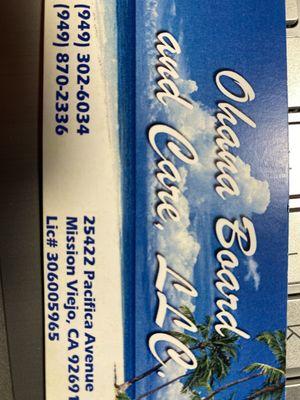 Ohana Board
and Care, LLC,
(949) 302-6034
(949) 870-2336
25422 Pacifica Avenue
Mission Viejo, CA 92691
Lic# 306005965